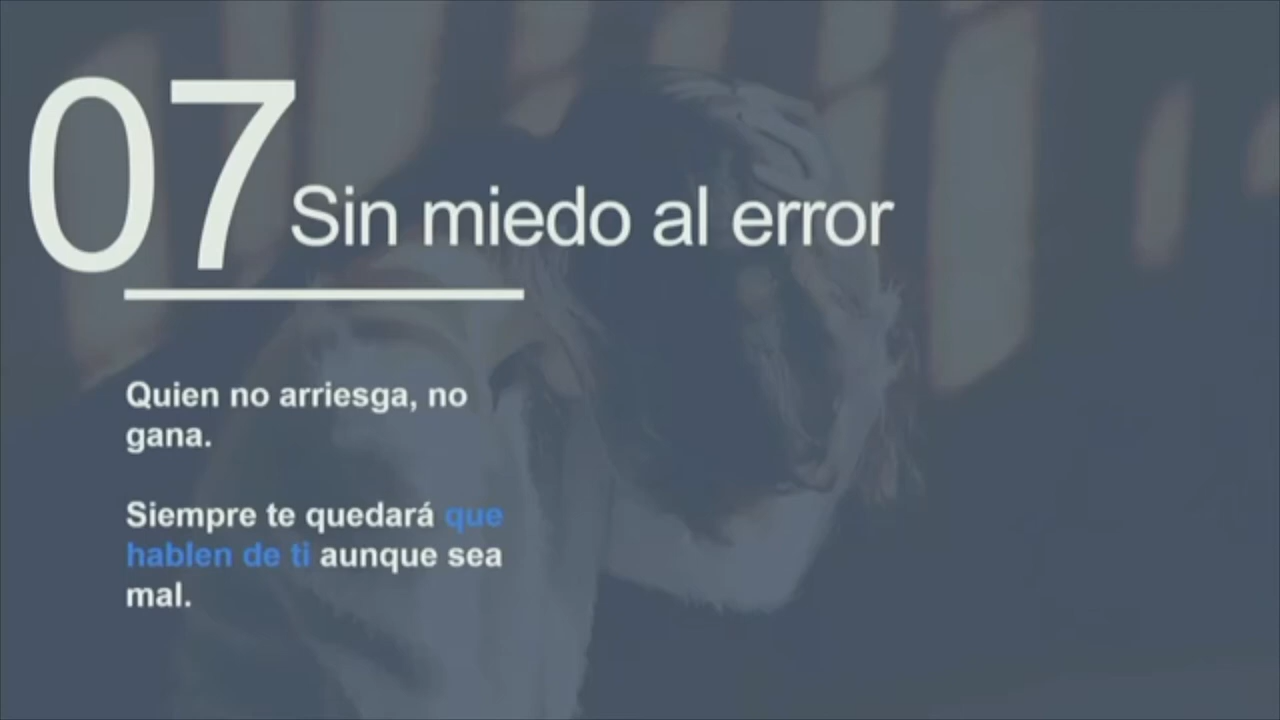 07 Sin miedo al error
Quien no arriesga, no
gana.
Siempre te quedará que
hablen de ti aunque sea
mal.